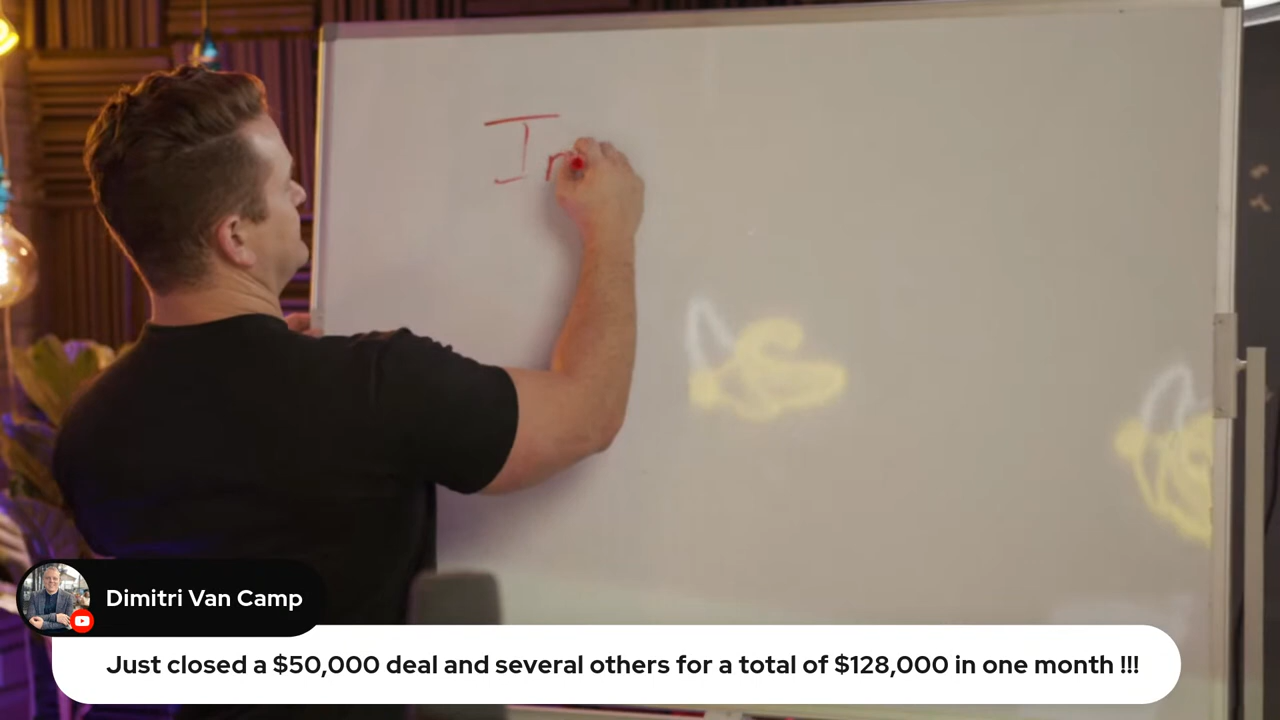 In
Dimitri Van Camp
Just closed a $50,000 deal and several others for a total of $128,000 in one month !!!